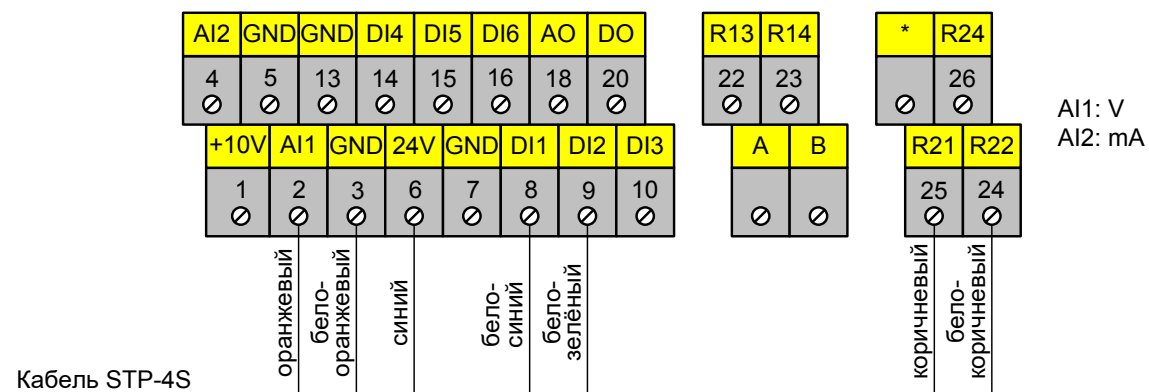 AI2 GND GND DI4 DI5 DI6 AO DO R13 R14 * R24
4 5 13 14 15 16 18 20 22 23 26
AI1: V
AI2: mA
+10V AI1 GND 24V GND DI1 DI2 DI3 A B R21 R22
1 2 3 6 7 8 9 10 25 24
оранжевый
бело-
оранжевый
синий
бело-
синий
бело-
зелёный
коричневый
бело-
коричневый
Кабель STP-4S